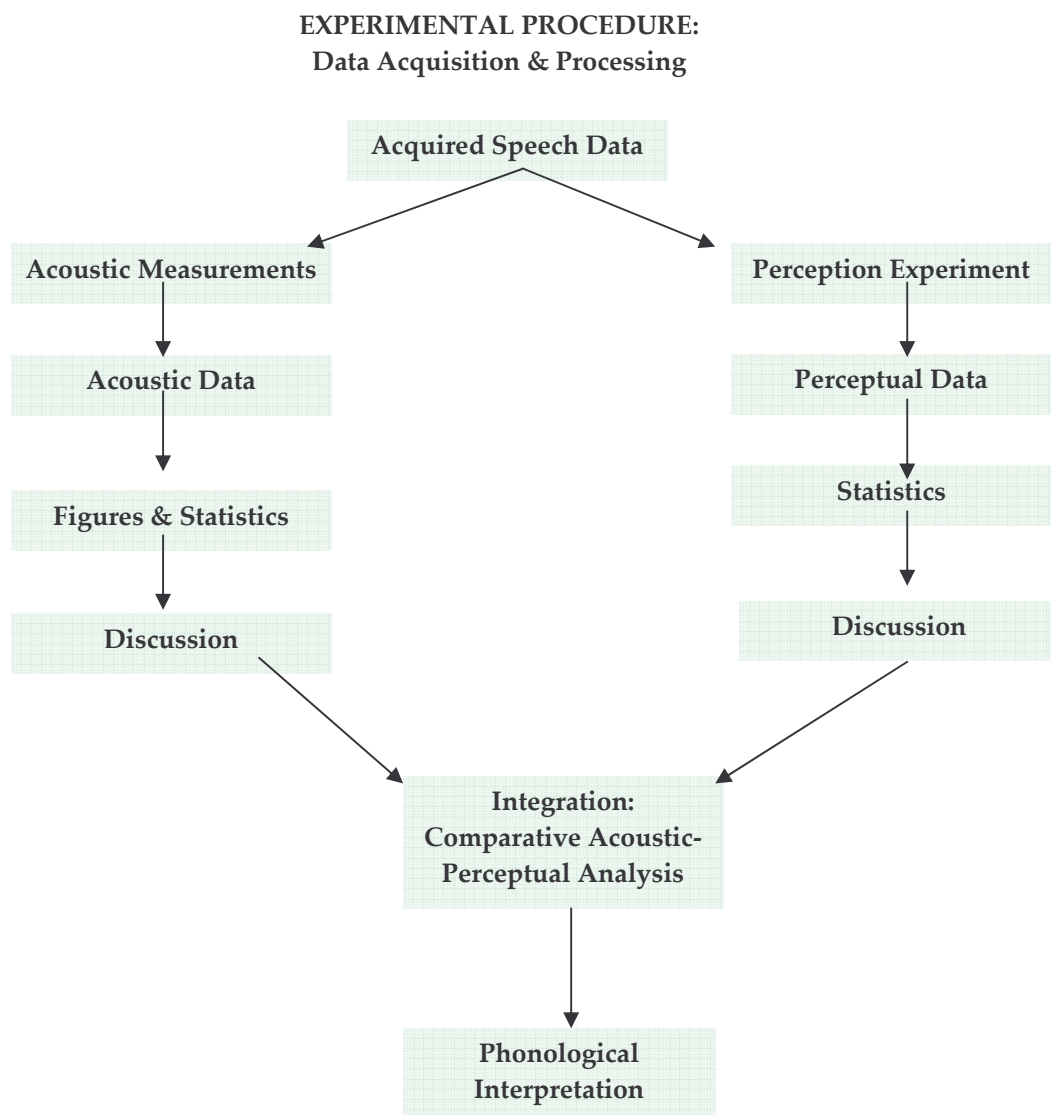 EXPERIMENTAL PROCEDURE:
Data Acquisition & Processing
Acquired Speech Data
Acoustic Measurements
Perception Experiment
Acoustic Data
Perceptual Data
Figures & Statistics
Statistics
Discussion
Discussion
Integration:
Comparative Acoustic-
Perceptual Analysis
Phonological
Interpretation